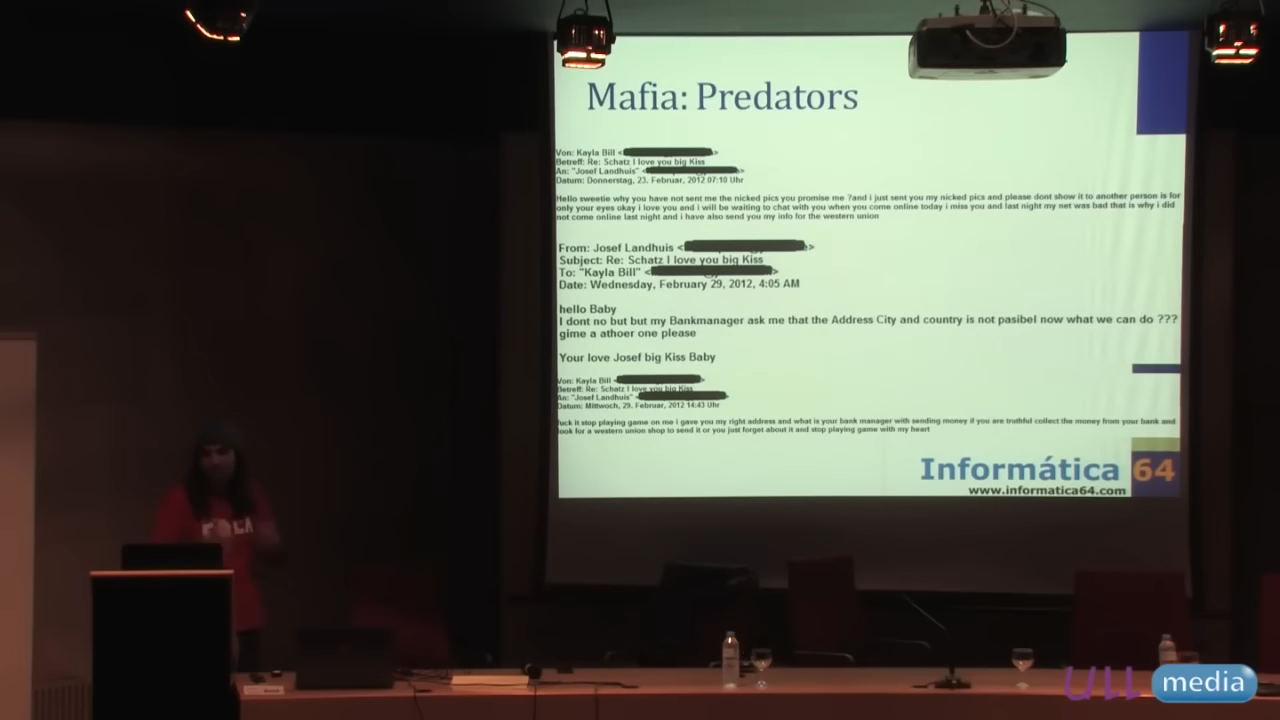 Mafia: Predators
Von: Kayla Bill <
>
Betreff: Re: Schatz I love you big Kiss
An: "Josef Landhuis" <
>
Datum: Donnerstag, 23. Februar, 2012 07:10 Uhr
Hello sweetie why you have not sent me the nicked pics you promise me ?and i just sent you my nicked pics and please dont show it to another person is for
only your eyes okay i love you and i will be waiting to chat with you when you come online today i miss you and last night my net was bad that is why i did
not come online last night and i have also send you my info for the western union
From: Josef Landhuis <
>
Subject: Re: Schatz I love you big Kiss
To: "Kayla Bill" <
>
Date: Wednesday, February 29, 2012, 4:05 AM
hello Baby
I dont no but but my Bankmanager ask me that the Address City and country is not pasibel now what we can do ???
gime a athoer one please
Your love Josef big Kiss Baby
Von: Kayla Bill <
>
Betreff: Re: Schatz I love you big Kiss
An: "Josef Landhuis" <
>
Datum: Mittwoch, 29. Februar, 2012 14:43 Uhr
fuck it stop playing game on me i gave you my right address and what is your bank manager with sending money if you are truthful collect the money from your bank and
look for a western union shop to send it or you just forget about it and stop playing game with my heart
Informática 64
www.informatica64.com
FOCA
ULL media